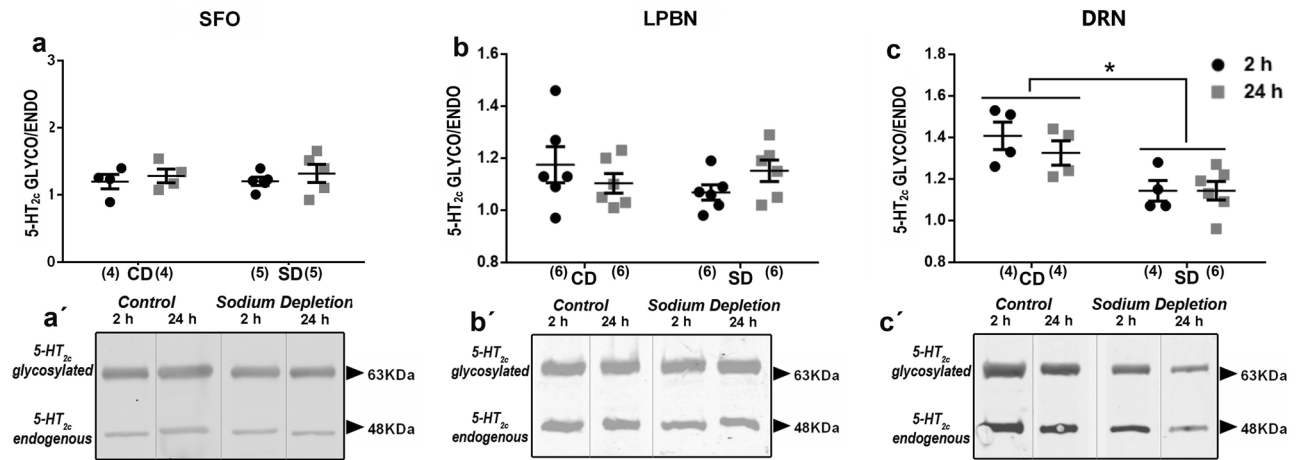 SFO
a
5-HT2c GLYCO/ENDO
3
2
1
0
(4) CD (4) (5) SD (5)
a´
Control Sodium Depletion
2 h 24 h 2 h 24 h
5-HT2c
glycosylated
63KDa
5-HT2c
endogenous
48KDa
LPBN
b
5-HT2c GLYCO/ENDO
1.6
1.4
1.2
1.0
0.8
(6) CD (6) (6) SD (6)
b´
Control Sodium Depletion
2 h 24 h 2 h 24 h
5-HT2c
glycosylated
63KDa
5-HT2c
endogenous
48KDa
DRN
c
2 h
24 h
*
5-HT2c GLYCO/ENDO
1.8
1.6
1.4
1.2
1.0
0.8
(4) CD (4) (4) SD (6)
c´
Control Sodium Depletion
2 h 24 h 2 h 24 h
5-HT2c
glycosylated
63KDa
5-HT2c
endogenous
48KDa